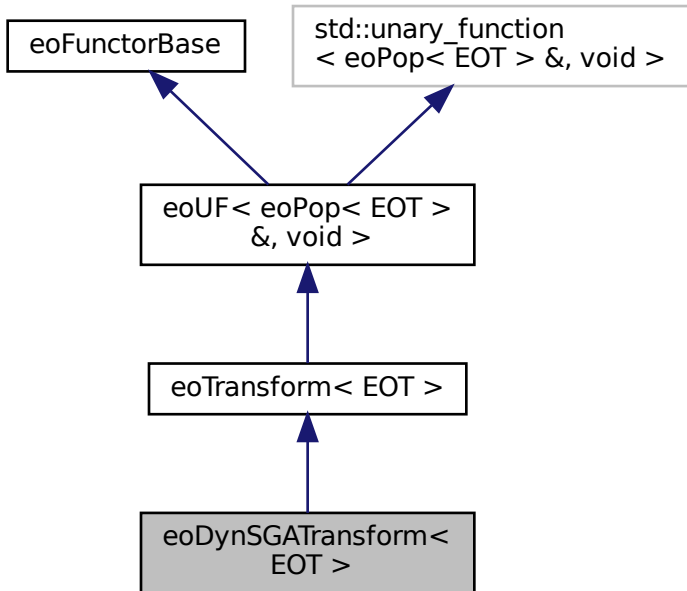 eoFunctorBase
std::unary_function
< eoPop< EOT > &, void >
eoUF< eoPop< EOT >
&, void >
eoTransform< EOT >
eoDynSGATransform<
EOT >